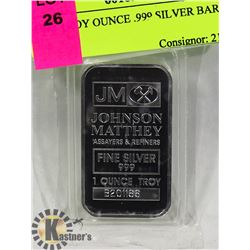 26
OY OUNCE .999 SILVER BAR
Consignor: 2
JM
JOHNSON
MATTHEY
ASSAYERS & REFINERS
FINE SILVER
999
1 OUNCE TROY
Kastner's